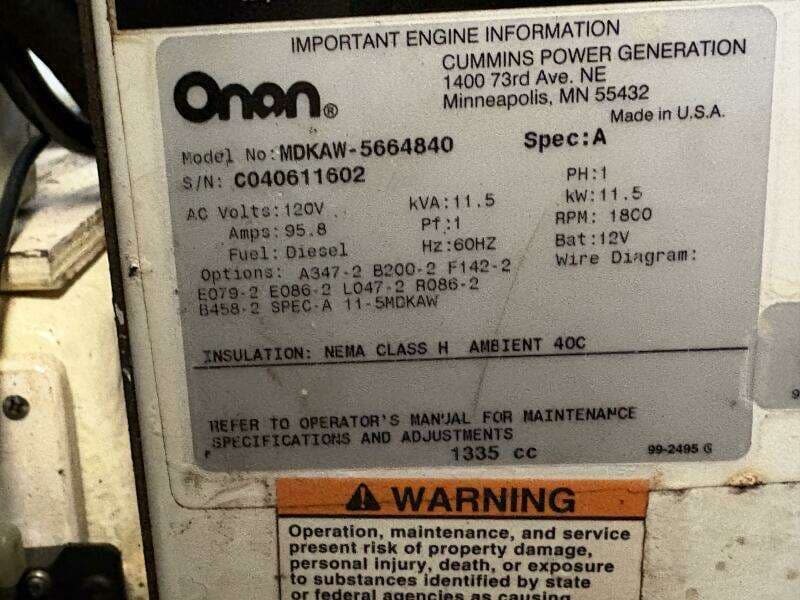 IMPORTANT ENGINE INFORMATION
Onan®
CUMMINS POWER GENERATION
1400 73rd Ave. NE
Minneapolis, MN 55432
Made in U.S.A.
Model No:MDKAW-5664840 Spec:A
S/N: C040611602 PH:1
AC Volts:120V kVA:11.5 kW:11.5
Amps:95.8 Pf:1 RPM: 1800
Fuel: Diesel Hz:60HZ Bat:12V
Options: A347-2 B200-2 F142-2 Wire Diagram:
E079-2 E086-2 L047-2 R086-2
B458-2 SPEC-A 11-5MDKAW
INSULATION: NEMA CLASS H AMBIENT 40C
REFER TO OPERATOR'S MANUAL FOR MAINTENANCE
SPECIFICATIONS AND ADJUSTMENTS
1335 cc 99-2495 G
WARNING
Operation, maintenance, and service
present risk of property damage,
personal injury, death, or exposure
to substances identified by state
or federal agencies as causing